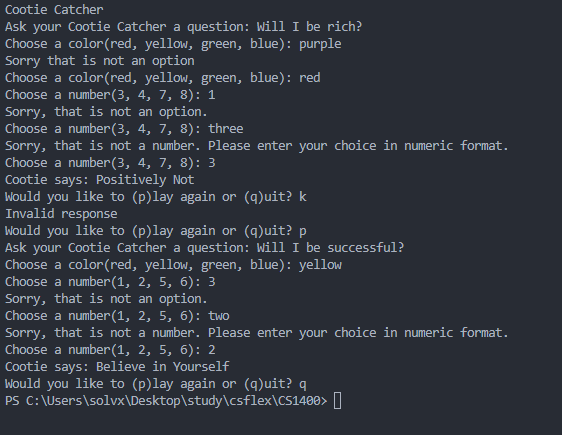 Cootie Catcher
Ask your Cootie Catcher a question: Will I be rich?
Choose a color(red, yellow, green, blue): purple
Sorry that is not an option
Choose a color(red, yellow, green, blue): red
Choose a number(3, 4, 7, 8): 1
Sorry, that is not an option.
Choose a number(3, 4, 7, 8): three
Sorry, that is not a number. Please enter your choice in numeric format.
Choose a number(3, 4, 7, 8): 3
Cootie says: Positively Not
Would you like to (p)lay again or (q)uit? k
Invalid response
Would you like to (p)lay again or (q)uit? p
Ask your Cootie Catcher a question: Will I be successful?
Choose a color(red, yellow, green, blue): yellow
Choose a number(1, 2, 5, 6): 3
Sorry, that is not an option.
Choose a number(1, 2, 5, 6): two
Sorry, that is not a number. Please enter your choice in numeric format.
Choose a number(1, 2, 5, 6): 2
Cootie says: Believe in Yourself
Would you like to (p)lay again or (q)uit? q
PS C:\Users\solvx\Desktop\study\csflex\CS1400>